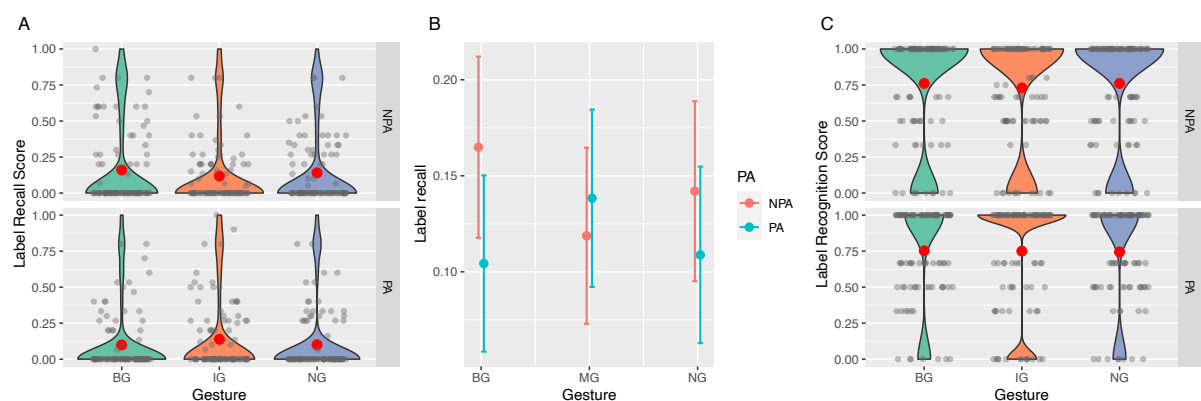 A
Label Recall Score
1.00
0.75
0.50
0.25
0.00
NPA
1.00
0.75
0.50
0.25
0.00
PA
BG IG NG
Gesture
B
Label recall
0.20
0.15
0.10
BG MG NG
Gesture
PA
NPA
PA
C
Label Recognition Score
1.00
0.75
0.50
0.25
0.00
NPA
1.00
0.75
0.50
0.25
0.00
PA
BG IG NG
Gesture